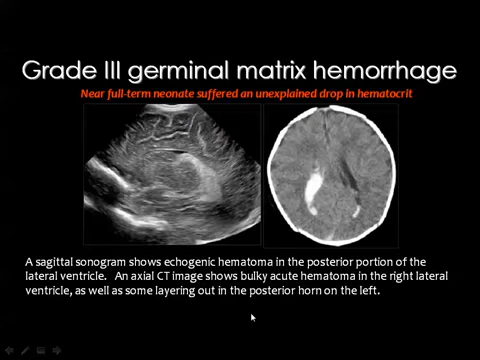 Grade III germinal matrix hemorrhage
Near full-term neonate suffered an unexplained drop in hematocrit
A sagittal sonogram shows echogenic hematoma in the posterior portion of the
lateral ventricle. An axial CT image shows bulky acute hematoma in the right lateral
ventricle, as well as some layering out in the posterior horn on the left.